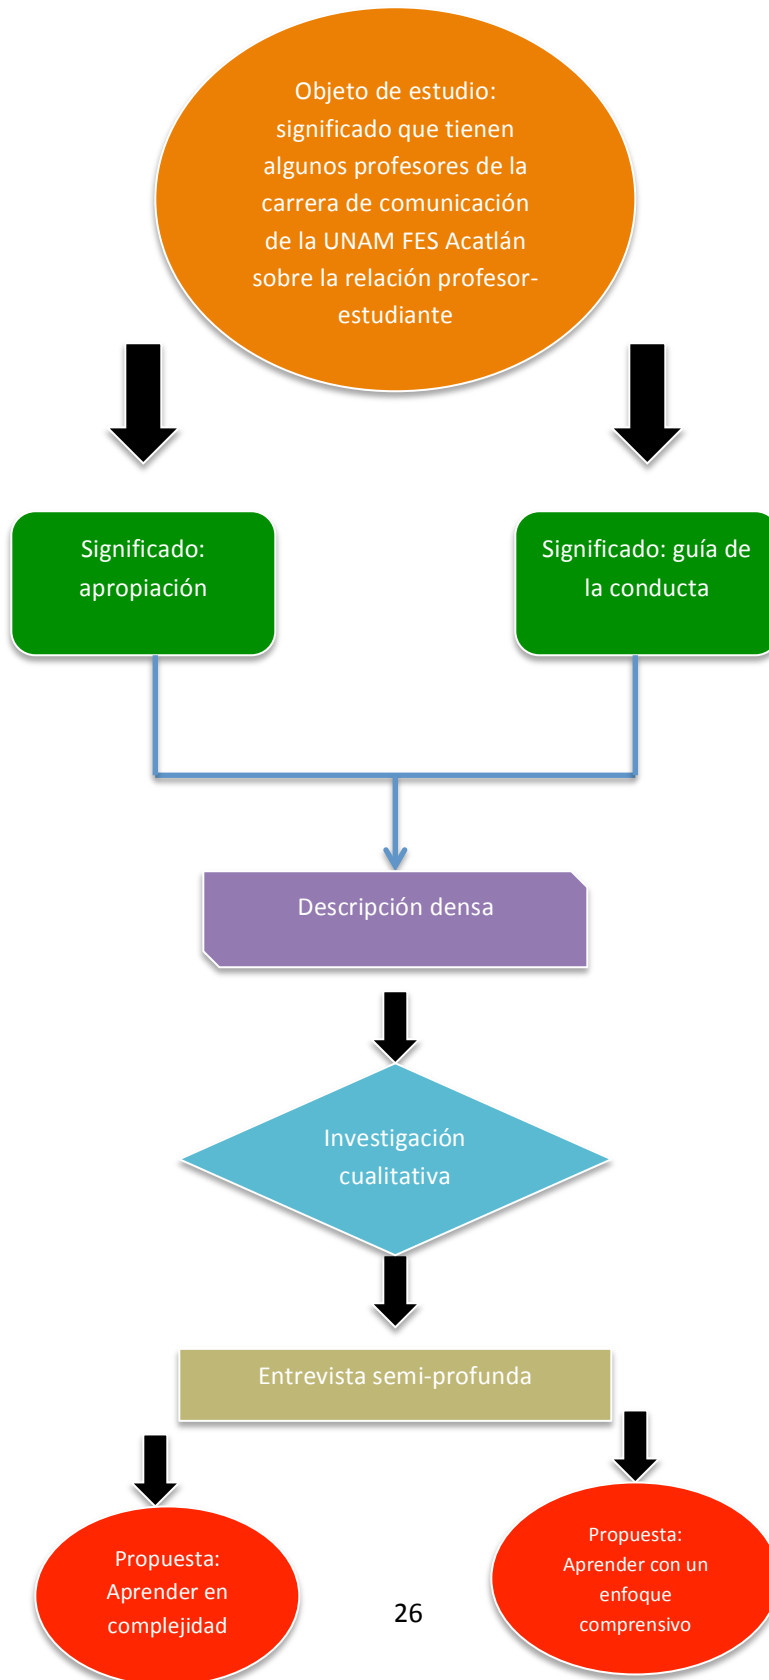 Objeto de estudio:
significado que tienen
algunos profesores de la
carrera de comunicación
de la UNAM FES Acatlán
sobre la relación profesor-
estudiante
Significado:
apropiación
Significado: guía de
la conducta
Descripción densa
Investigación
cualitativa
Entrevista semi-profunda
Propuesta:
Aprender en
complejidad
Propuesta:
Aprender con un
enfoque
comprensivo
26